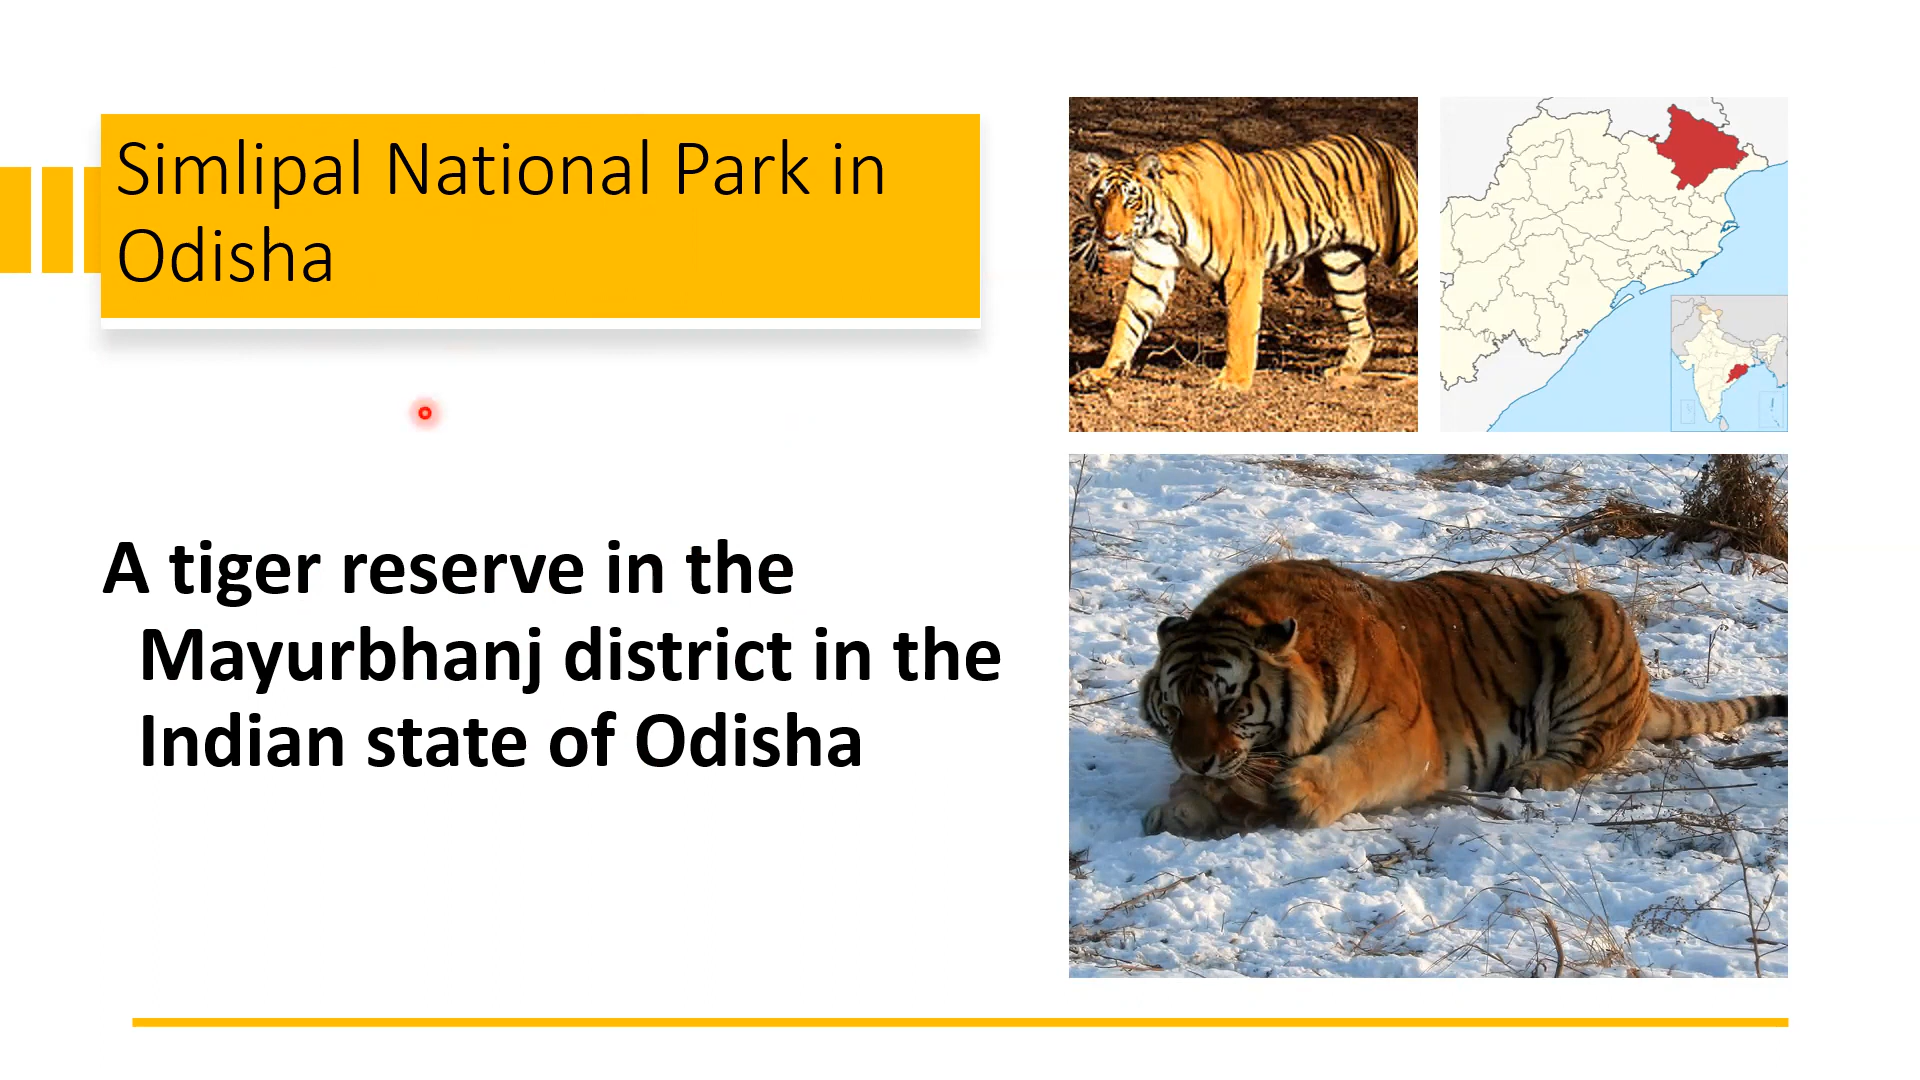 Simlipal National Park in
Odisha
A tiger reserve in the
Mayurbhanj district in the
Indian state of Odisha